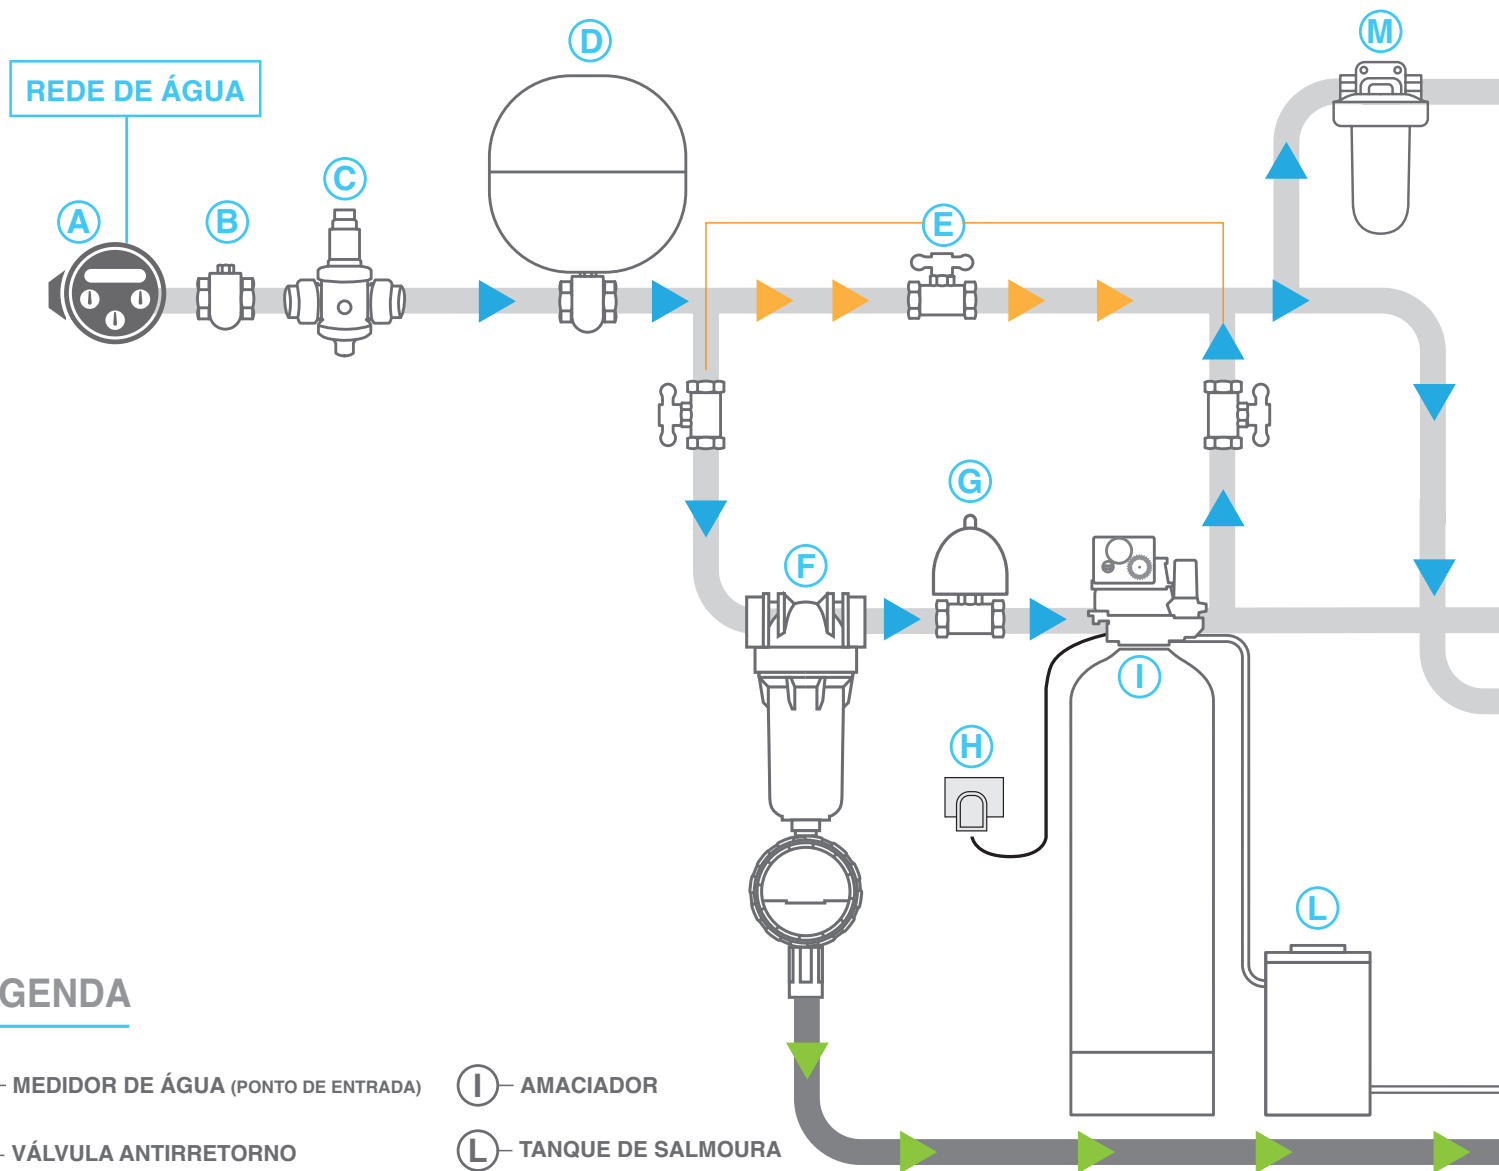 D
M
REDE DE ÁGUA
C
A
B
E
G
F
I
H
L
GENDA
MEDIDOR DE ÁGUA (PONTO DE ENTRADA)
I AMACIADOR
VÁLVULA ANTIRRETORNO
L TANQUE DE SALMOURA